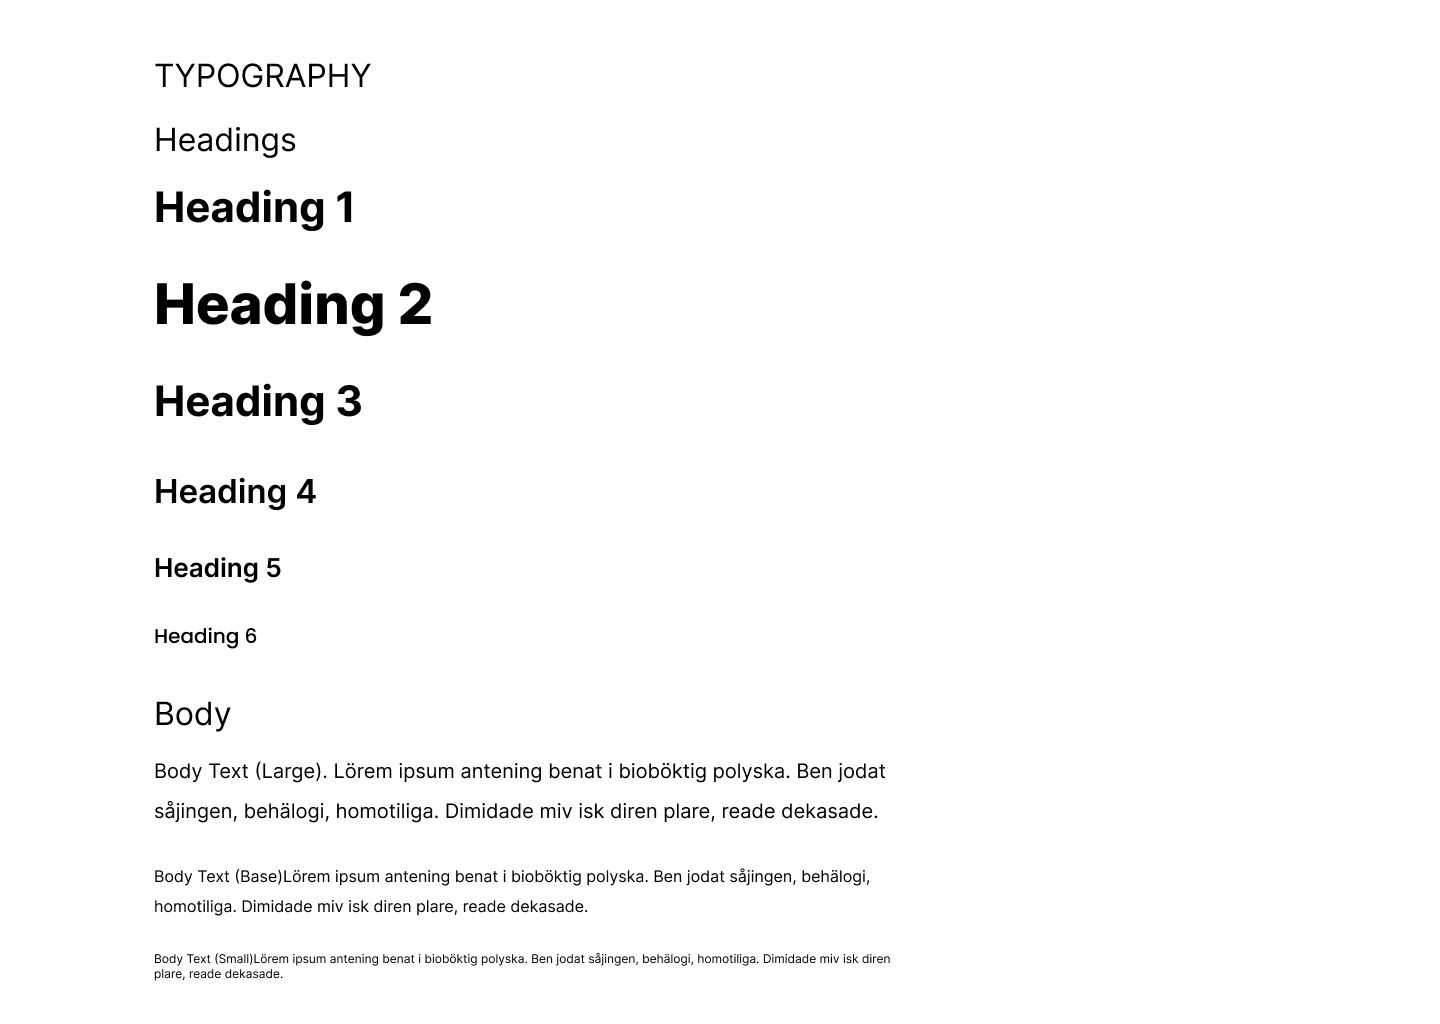 TYPOGRAPHY
Headings
Heading 1
Heading 2
Heading 3
Heading 4
Heading 5
Heading 6
Body
Body Text (Large). Lörem ipsum antening benat i bioböktig polyska. Ben jodat
såjingen, behälogi, homotiliga. Dimidade miv isk diren plare, reade dekasade.
Body Text (Base)Lörem ipsum antening benat i bioböktig polyska. Ben jodat såjingen, behälogi,
homotiliga. Dimidade miv isk diren plare, reade dekasade.
Body Text (Small)Lörem ipsum antening benat i bioböktig polyska. Ben jodat såjingen, behälogi, homotiliga. Dimidade miv isk diren
plare, reade dekasade.